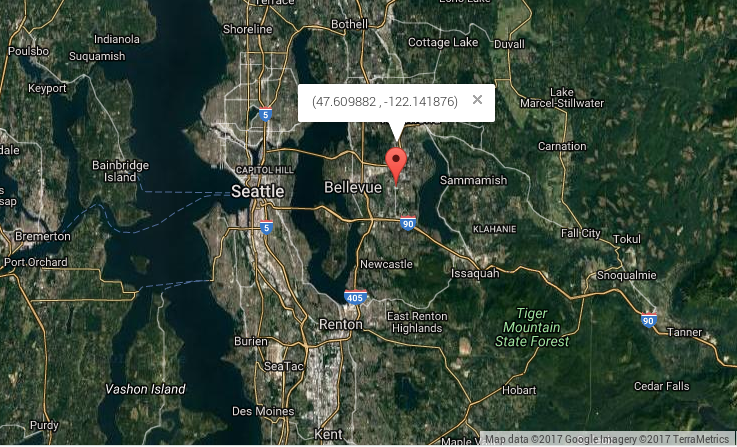 Terrace
Lono Lake
Bothell
Shoreline
Indianola
Cottage Lake
Duvall
Poulsbo
Suquamish
Keyport
(47.609882 , -122.141876) ×
Lake
Marcel-Stillwater
5
dale
Carnation
Bainbridge
Island
CAPITOL HILL
Sammamish
Seattle
Bellevue
s
sap
90
5
KLAHANIE
Fall City
Tokul
Bremerton
Port Orchard
Newcastle
Issaquah
Snoqualmie
405
East Renton
Highlands
Tiger
Mountain
State Forest
90
Renton
Tanner
Burien
SeaTac
Vashon Island
Hobart
Cedar Falls
Des Moines
Purdy
Kent
Maple V
Map data ©2017 Google Imagery ©2017 TerraMetrics